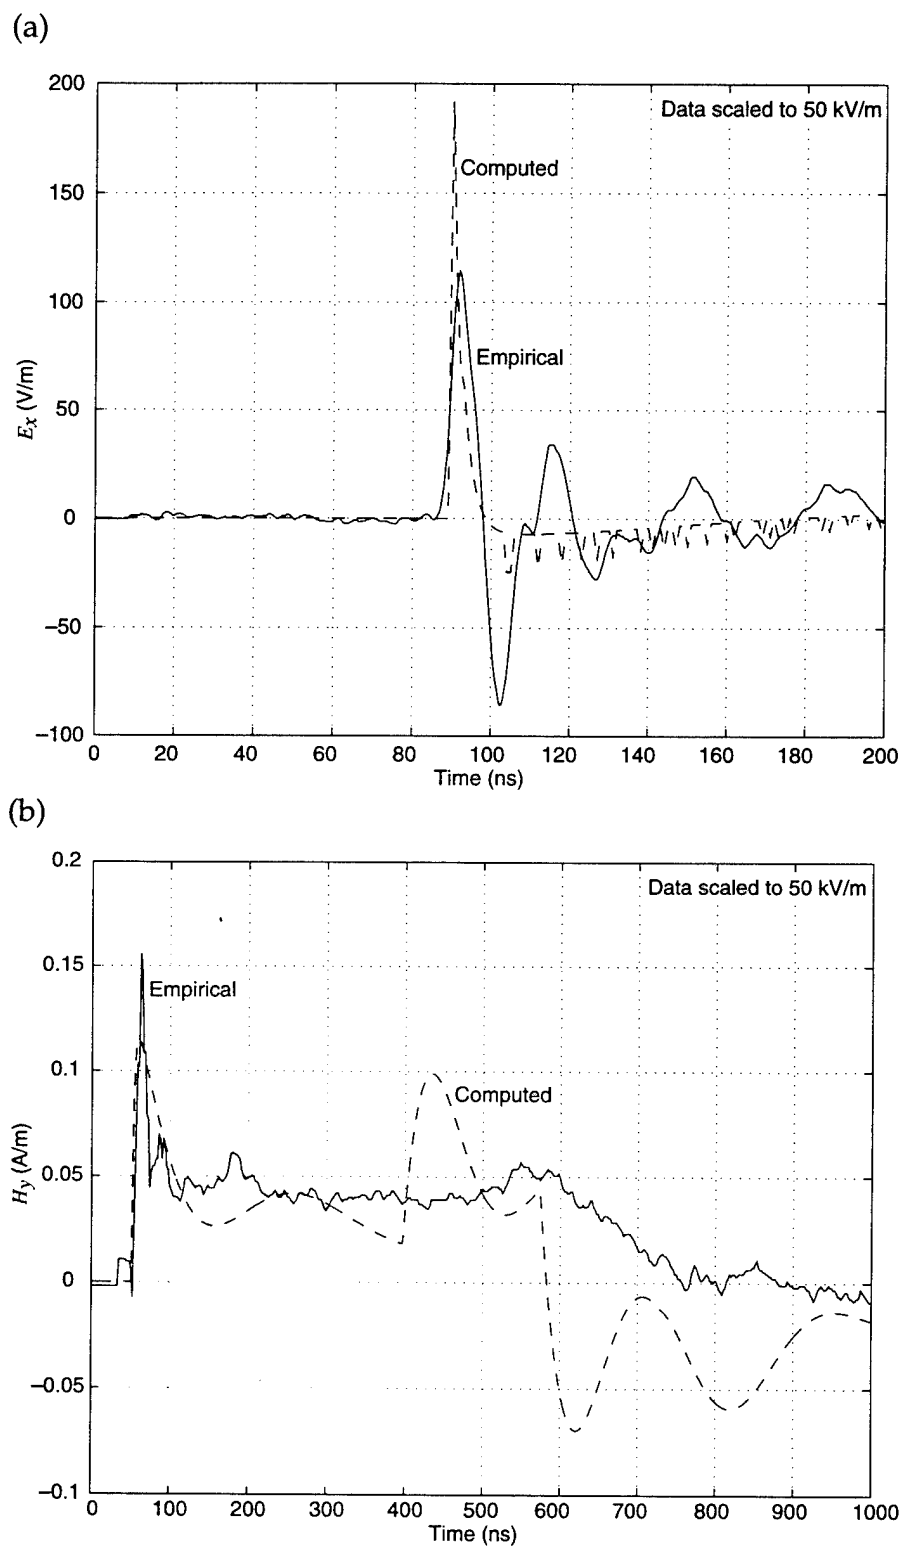 (a)
200
Data scaled to 50 kV/m
Computed
150
100
Empirical
50
Ex (V/m)
0
−50
−100
0 20 40 60 80 100 120 140 160 180 200
Time (ns)
(b)
0.2
Data scaled to 50 kV/m
0.15
Empirical
0.1
Computed
Hy (A/m)
0.05
0
−0.05
−0.1
0 100 200 300 400 500 600 700 800 900 1000
Time (ns)